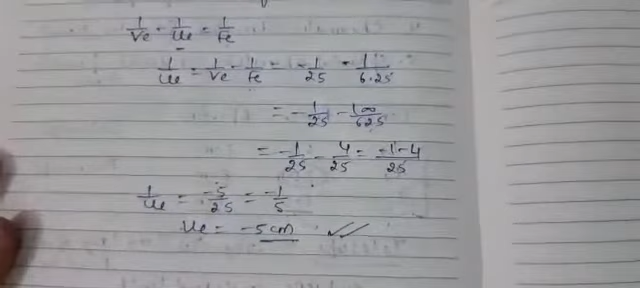 1/Ve - 1/Ue = 1/fe
1/Ue = 1/Ve - 1/fe = -1/25 - 1/6.25
= -1/25 - 100/625
= -1/25 - 4/25 = -1-4/25
1/Ue = -5/25 = -1/5
Ue = -5cm